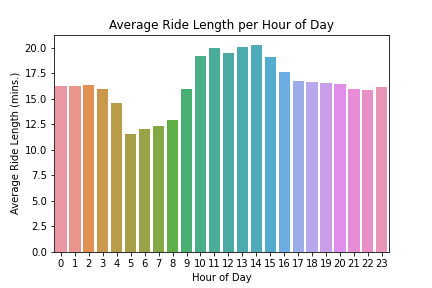 Average Ride Length per Hour of Day
Average Ride Length (mins.)
20.0
17.5
15.0
12.5
10.0
7.5
5.0
2.5
0.0
0 1 2 3 4 5 6 7 8 9 10 11 12 13 14 15 16 17 18 19 20 21 22 23
Hour of Day